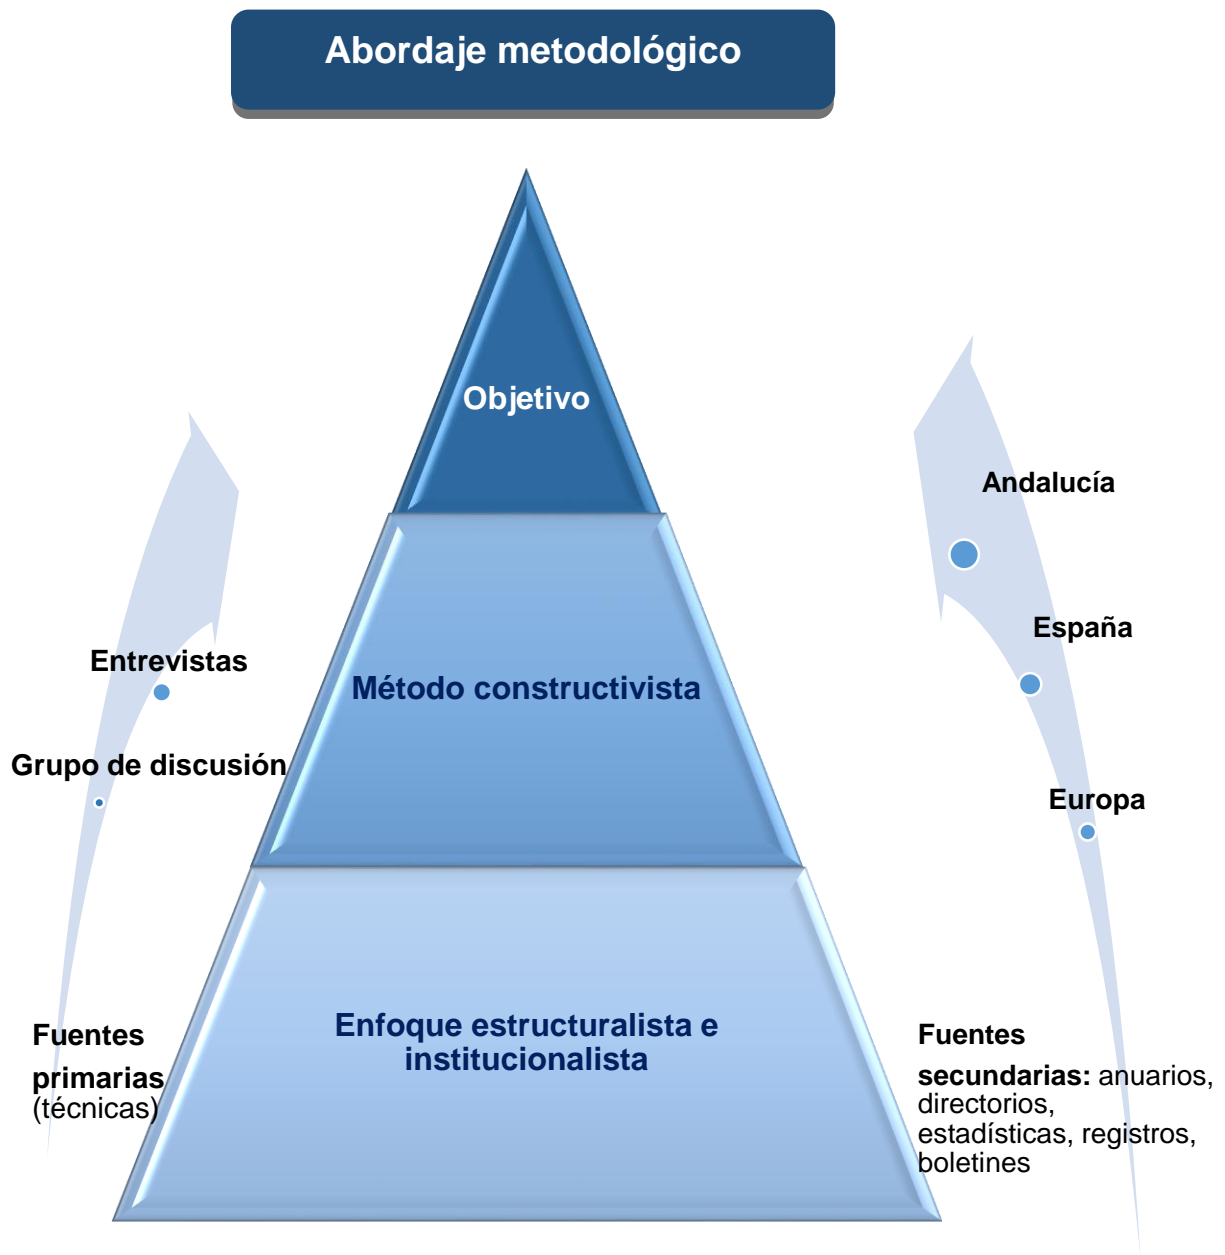 Abordaje metodológico
Objetivo
Andalucía
España
Entrevistas
Método constructivista
Grupo de discusión
Europa
Enfoque estructuralista e
institucionalista
Fuentes
primarias
(técnicas)
Fuentes
secundarias: anuarios,
directorios,
estadísticas, registros,
boletines